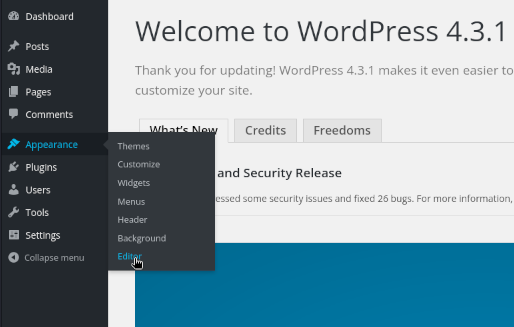 Dashboard
Posts
Media
Pages
Comments
Appearance
Plugins
Users
Tools
Settings
Collapse menu
Themes
Customize
Widgets
Menus
Header
Background
Editor
Welcome to WordPress 4.3.1
Thank you for updating! WordPress 4.3.1 makes it even easier to
customize your site.
What's New
Credits
Freedoms
and Security Release
some security issues and fixed 26 bugs. For more information,